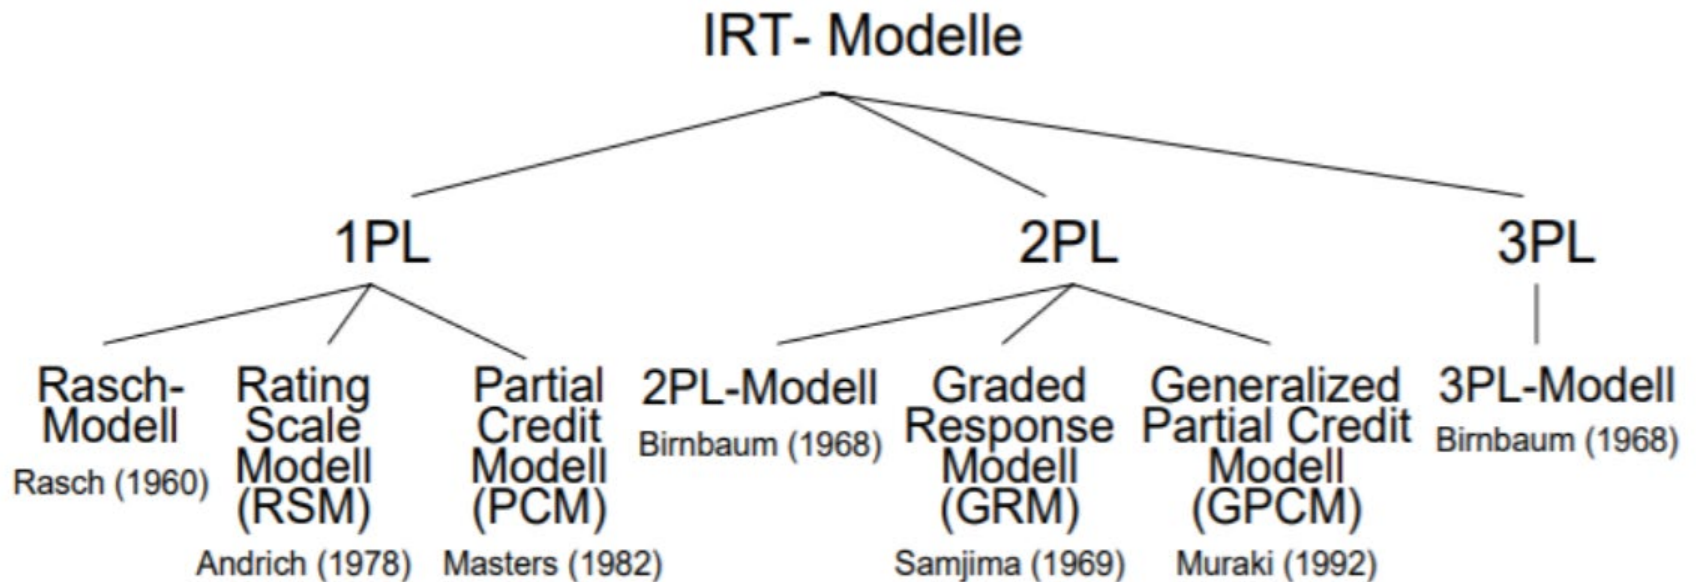 IRT- Modelle
1PL
2PL
3PL
Rasch-
Modell
Rasch (1960)
Rating
Scale
Modell
(RSM)
Andrich (1978)
Partial
Credit
Modell
(PCM)
Masters (1982)
2PL-Modell
Birnbaum (1968)
Graded
Response
Modell
(GRM)
Samjima (1969)
Generalized
Partial Credit
Modell
(GPCM)
Muraki (1992)
3PL-Modell
Birnbaum (1968)